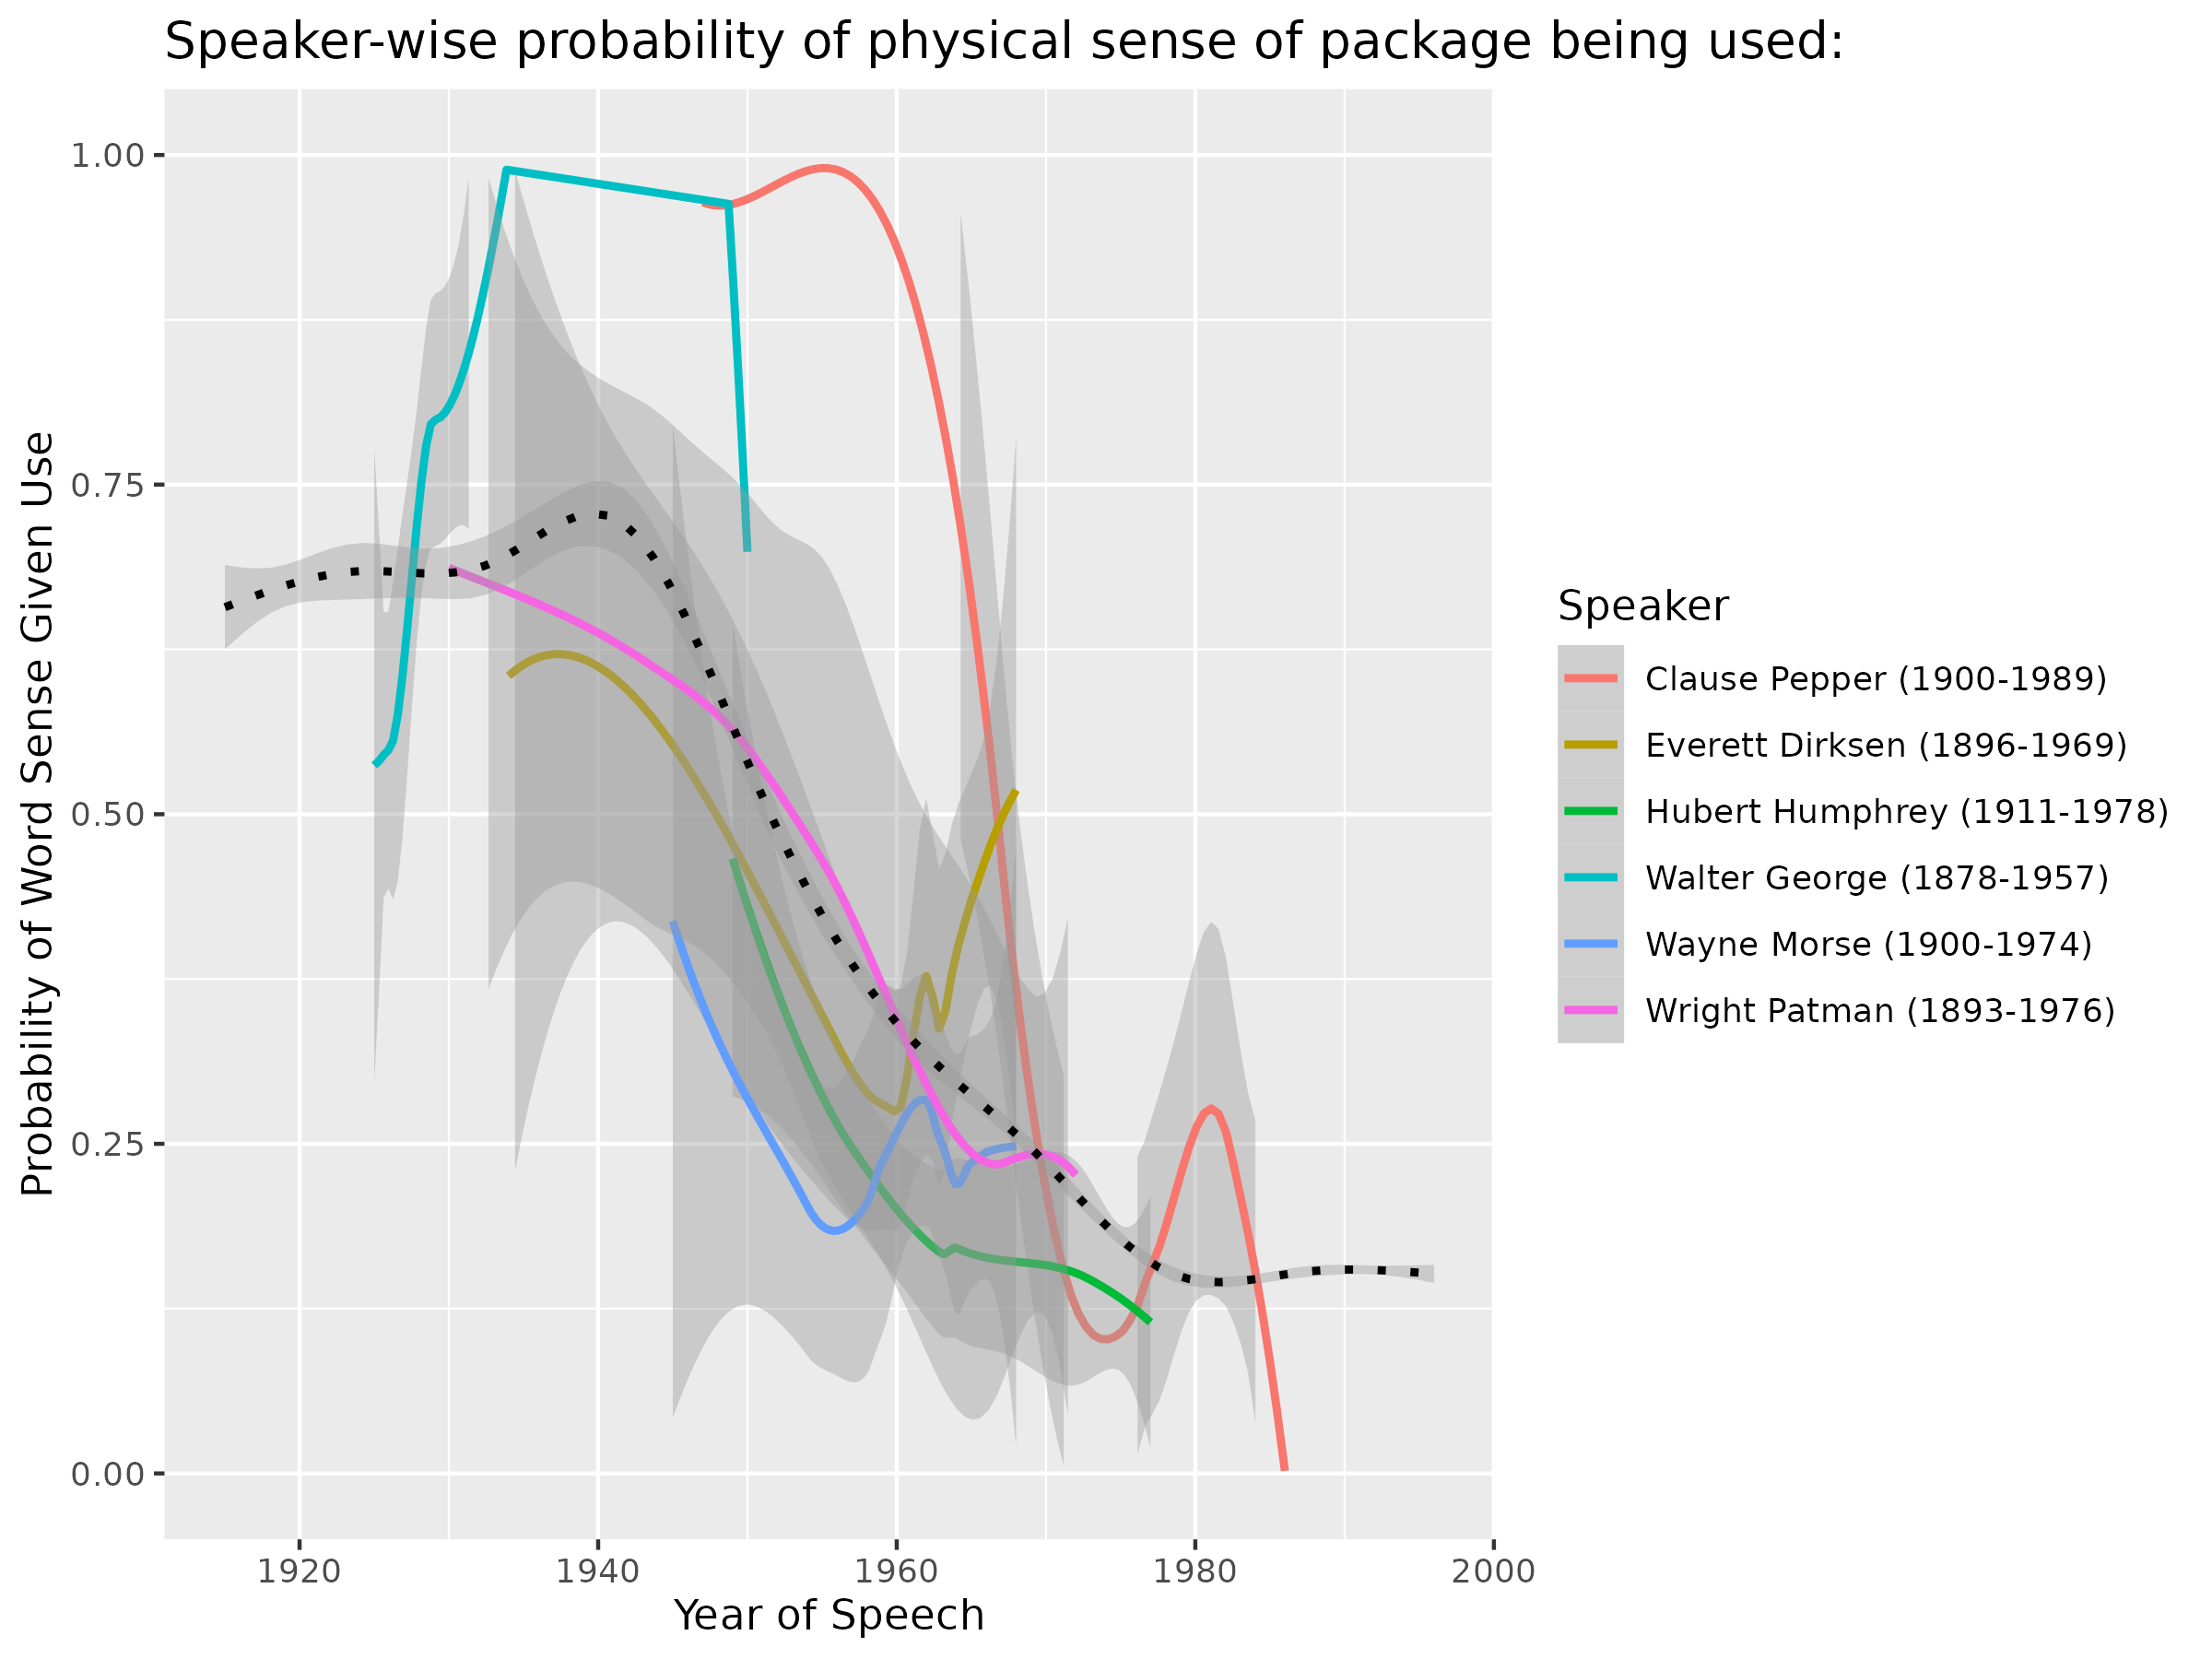 Speaker-wise probability of physical sense of package being used:
Probability of Word Sense Given Use
1.00
0.75
0.50
0.25
0.00
1920 1940 1960 1980 2000
Year of Speech
Speaker
Clause Pepper (1900-1989)
Everett Dirksen (1896-1969)
Hubert Humphrey (1911-1978)
Walter George (1878-1957)
Wayne Morse (1900-1974)
Wright Patman (1893-1976)